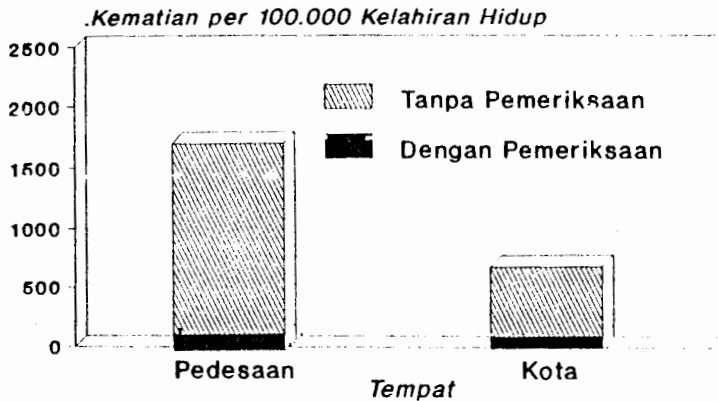 .Kematian per 100.000 Kelahiran Hidup
2500
2000
1500
1000
500
0
Tanpa Pemeriksaan
Dengan Pemeriksaan
Pedesaan
Kota
Tempat